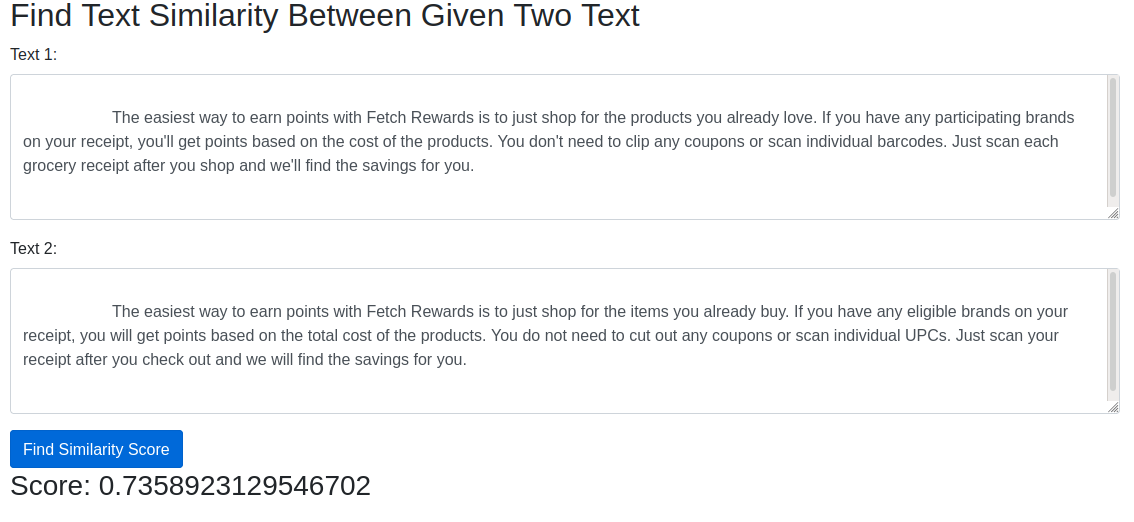 Find Text Similarity Between Given Two Text
Text 1:
The easiest way to earn points with Fetch Rewards is to just shop for the products you already love. If you have any participating brands
on your receipt, you'll get points based on the cost of the products. You don't need to clip any coupons or scan individual barcodes. Just scan each
grocery receipt after you shop and we'll find the savings for you.
Text 2:
The easiest way to earn points with Fetch Rewards is to just shop for the items you already buy. If you have any eligible brands on your
receipt, you will get points based on the total cost of the products. You do not need to cut out any coupons or scan individual UPCs. Just scan your
receipt after you check out and we will find the savings for you.
Find Similarity Score
Score: 0.7358923129546702